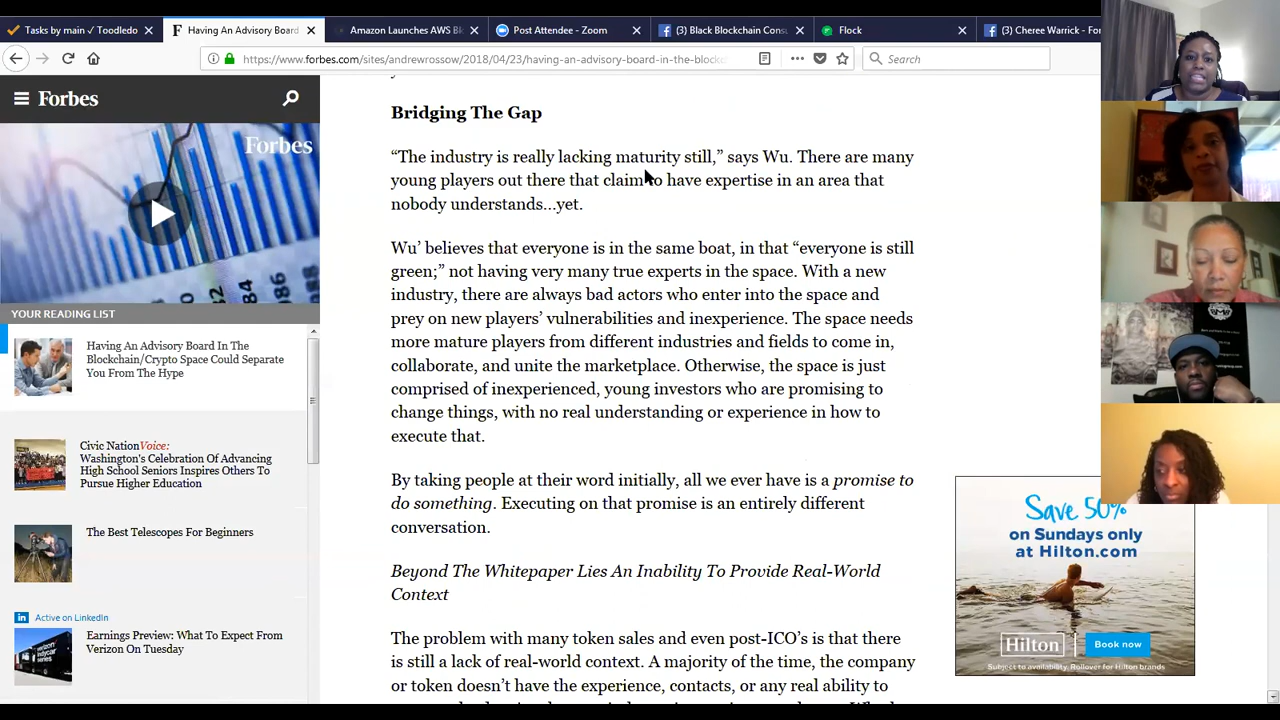 Tasks by main ✓ Toodledo
Having An Advisory Board
Amazon Launches AWS Bl
Post Attendee - Zoom
(3) Black Blockchain Cons
Flock
(3) Cheree Warrick - For
https://www.forbes.com/sites/andrewrossow/2018/04/23/having-an-advisory-board-in-the-blockc
Search
Forbes
Forbes
YOUR READING LIST
Having An Advisory Board In The
Blockchain/Crypto Space Could Separate
You From The Hype
Civic NationVoice:
Washington's Celebration Of Advancing
High School Seniors Inspires Others To
Pursue Higher Education
The Best Telescopes For Beginners
Active on LinkedIn
Earnings Preview: What To Expect From
Verizon On Tuesday
Bridging The Gap
“The industry is really lacking maturity still,” says Wu. There are many
young players out there that claim to have expertise in an area that
nobody understands…yet.
Wu’ believes that everyone is in the same boat, in that “everyone is still
green;” not having very many true experts in the space. With a new
industry, there are always bad actors who enter into the space and
prey on new players’ vulnerabilities and inexperience. The space needs
more mature players from different industries and fields to come in,
collaborate, and unite the marketplace. Otherwise, the space is just
comprised of inexperienced, young investors who are promising to
change things, with no real understanding or experience in how to
execute that.
By taking people at their word initially, all we ever have is a promise to
do something. Executing on that promise is an entirely different
conversation.
Beyond The Whitepaper Lies An Inability To Provide Real-World
Context
The problem with many token sales and even post-ICO’s is that there
is still a lack of real-world context. A majority of the time, the company
or token doesn’t have the experience, contacts, or any real ability to
Save 50%
on Sundays only
at Hilton.com
Hilton
Book now
Subject to availability. Rollover for Hilton brands